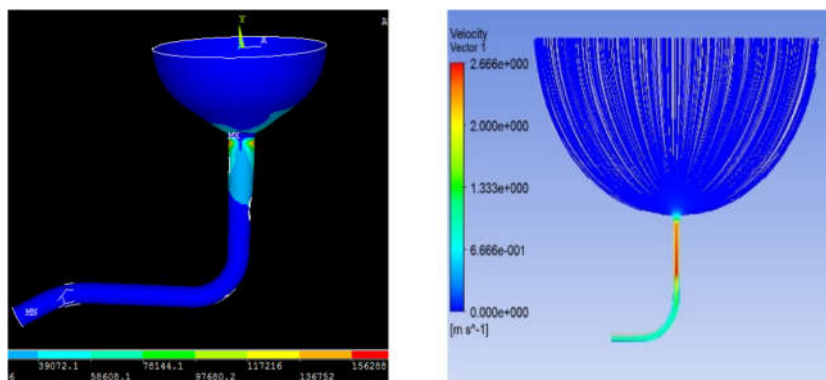 Y
X
MX
MN
39072.1
78144.1
117216
156288
6
58608.1
97680.2
136752
Velocity
Vector 1
2.666e+000
2.000e+000
1.333e+000
6.666e-001
0.000e+000
[m s^-1]